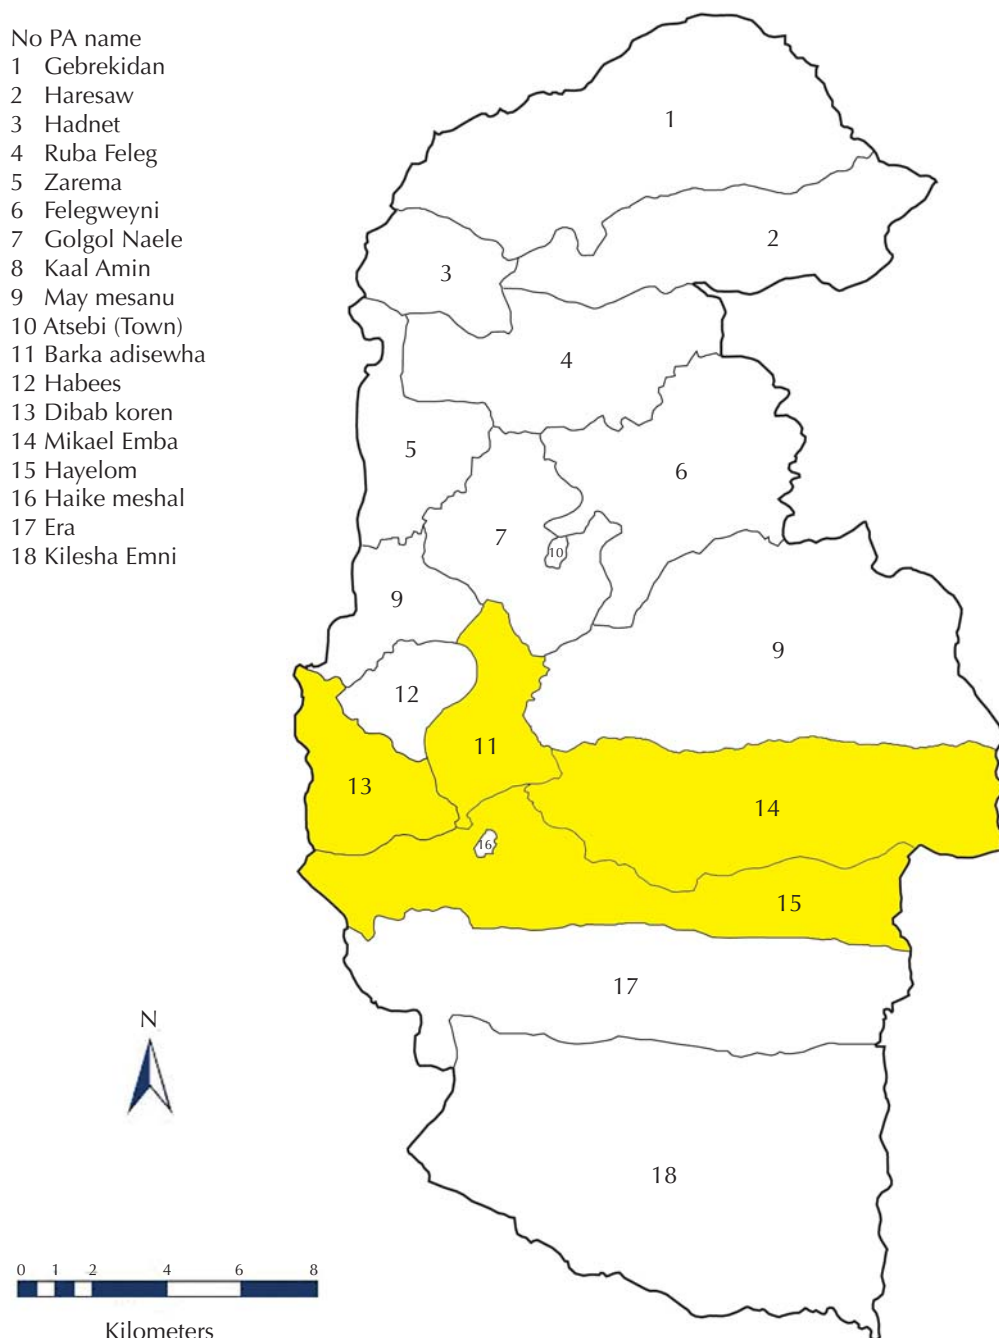 No PA name
1 Gebrekidan
2 Haresaw
3 Hadnet
4 Ruba Feleg
5 Zarema
6 Felegweyni
7 Golgol Naele
8 Kaal Amin
9 May mesanu
10 Atsebi (Town)
11 Barka adisewha
12 Habees
13 Dibab koren
14 Mikael Emba
15 Hayelom
16 Haike meshal
17 Era
18 Kilesha Emni
1
2
3
4
5
6
7
10
9
9
12
11
13
14
16
15
17
N
18
0 1 2 4 6 8
Kilometers